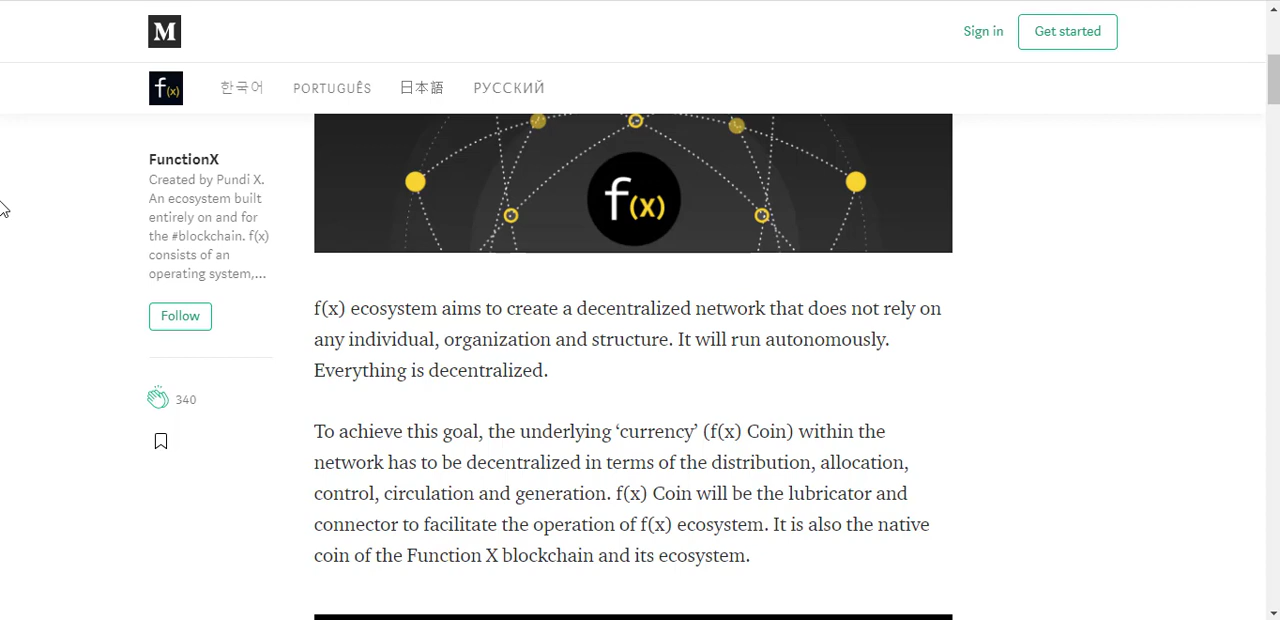 M
Sign in
Get started
f(x)
한국어
PORTUGUÊS
日本語
РУССКИЙ
f(x)
FunctionX
Created by Pundi X.
An ecosystem built
entirely on and for
the #blockchain. f(x)
consists of an
operating system,...
Follow
340
f(x) ecosystem aims to create a decentralized network that does not rely on
any individual, organization and structure. It will run autonomously.
Everything is decentralized.
To achieve this goal, the underlying ‘currency’ (f(x) Coin) within the
network has to be decentralized in terms of the distribution, allocation,
control, circulation and generation. f(x) Coin will be the lubricator and
connector to facilitate the operation of f(x) ecosystem. It is also the native
coin of the Function X blockchain and its ecosystem.